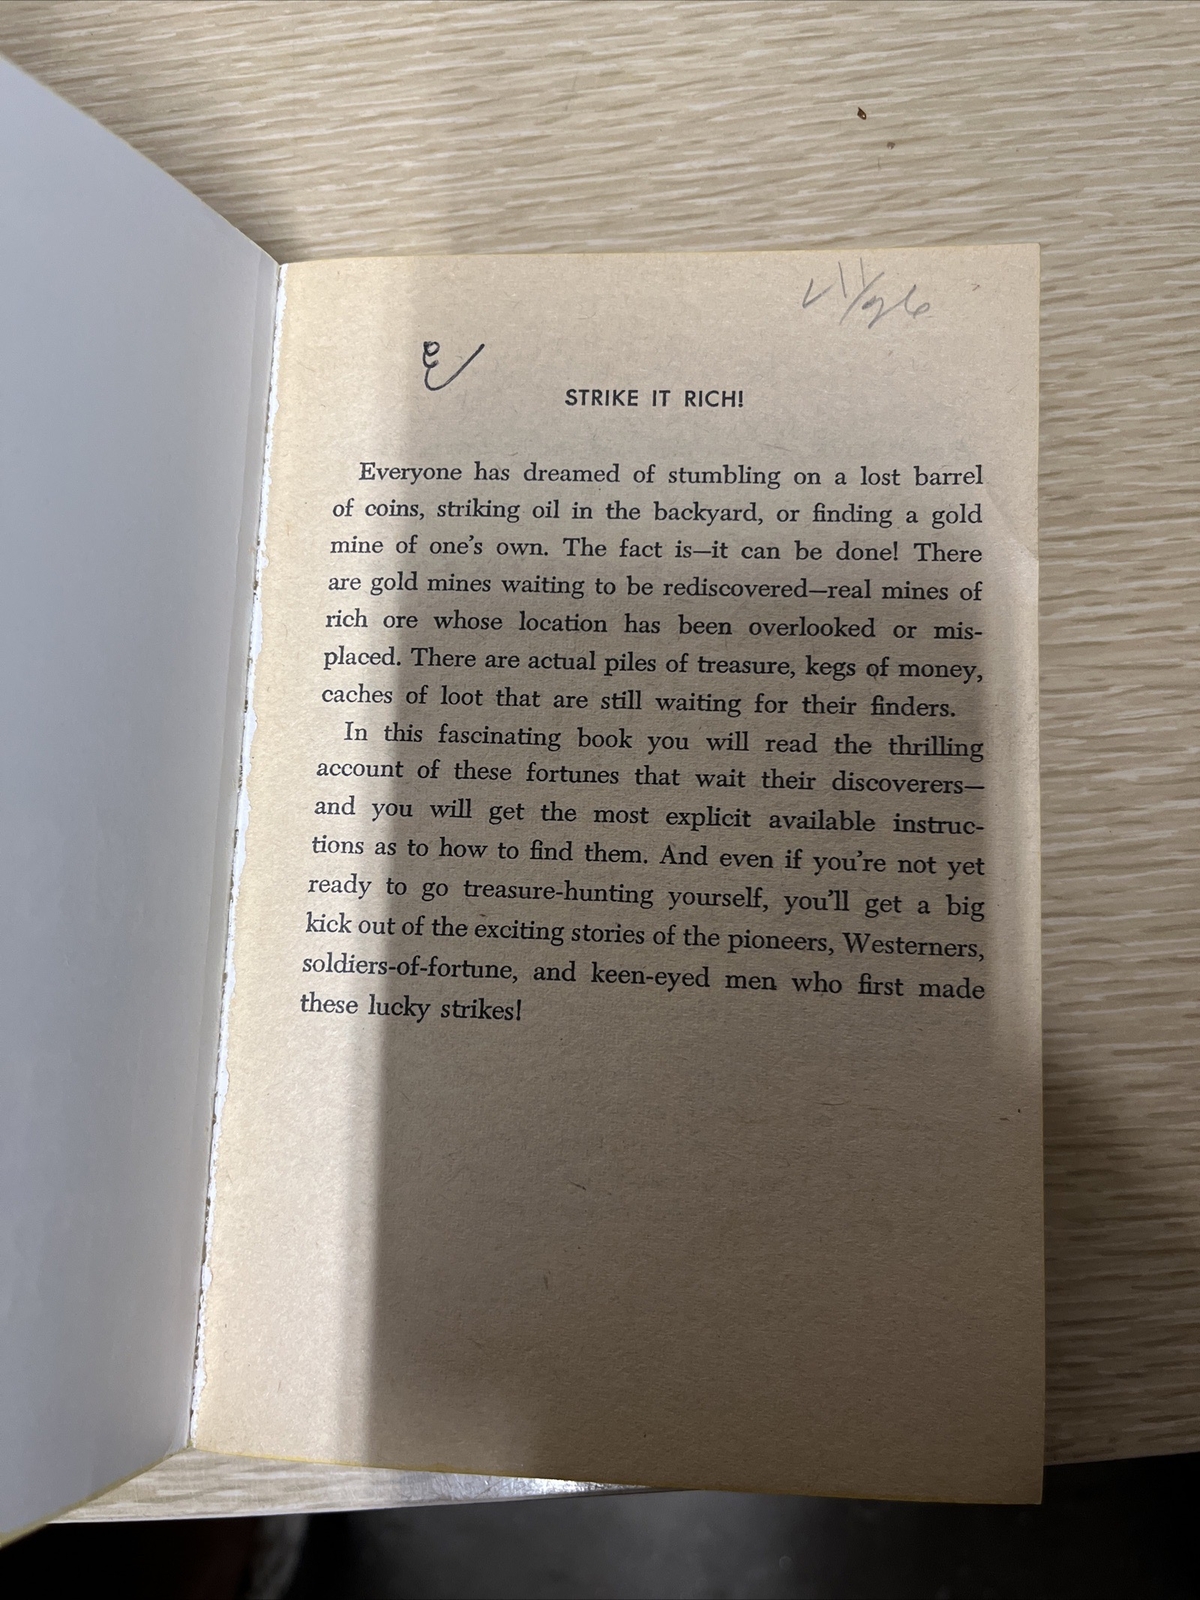 STRIKE IT RICH!
Everyone has dreamed of stumbling on a lost barrel
of coins, striking oil in the backyard, or finding a gold
mine of one's own. The fact is—it can be done! There
are gold mines waiting to be rediscovered—real mines of
rich ore whose location has been overlooked or mis-
placed. There are actual piles of treasure, kegs of money,
caches of loot that are still waiting for their finders.
In this fascinating book you will read the thrilling
account of these fortunes that wait their discoverers—
and you will get the most explicit available instruc-
tions as to how to find them. And even if you're not yet
ready to go treasure-hunting yourself, you'll get a big
kick out of the exciting stories of the pioneers, Westerners,
soldiers-of-fortune, and keen-eyed men who first made
these lucky strikes!